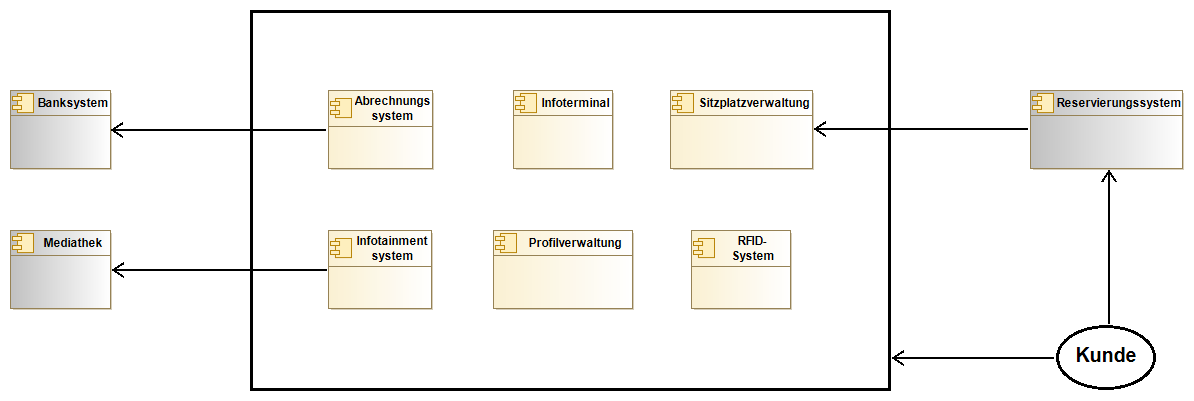 Banksystem
Abrechnungs
system
Infoterminal
Sitzplatzverwaltung
Reservierungssystem
Mediathek
Infotainment
system
Profilverwaltung
RFID-
System
Kunde